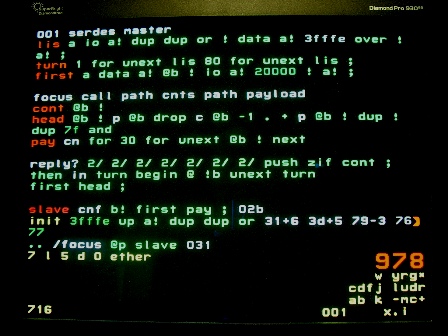 DiamondPro 930SB
001 serdes master
lis a io a! dup dup or ! data a! 3fffe over !
a! ;
turn 1 for unext lis 80 for unext lis ;
first a data a! @b ! io a! 20000 ! a! ;
focus call path cnts path payload
cont @b !
head @b ! p @b drop c @b -1 . + p @b ! dup !
dup 7f and
pay cn for 30 for unext @b ! next
reply? 2/ 2/ 2/ 2/ 2/ 2/ 2/ push zif cont ;
then in turn begin @ !b unext turn
first head ;
slave cnf b! first pay ; 02b
init 3fffe up a! dup dup or 31+6 3d+5 79-3 76
77
.. /focus @p slave 031
7 l 5 d 0 ether
978
w yrg*
cdfj ludr
ab k -mc+
716
001 x.i